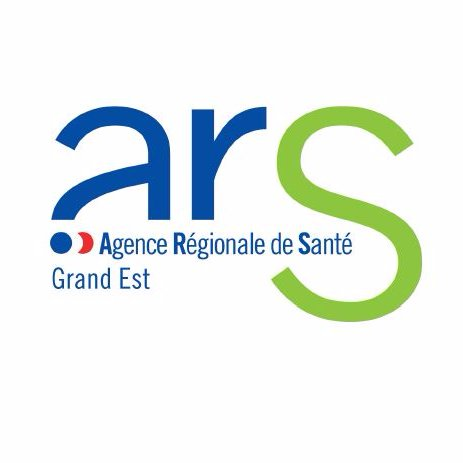 ars
Agence Régionale de Santé
Grand Est